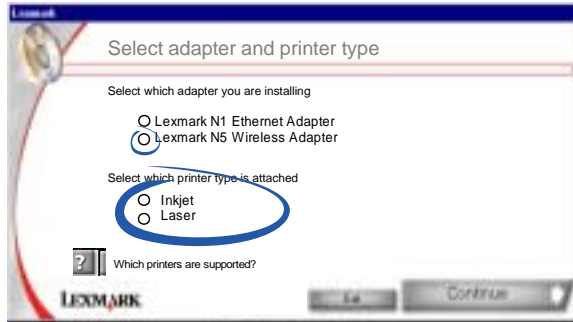 Lexmark
Select adapter and printer type
Select which adapter you are installing
Lexmark N1 Ethernet Adapter
Lexmark N5 Wireless Adapter
Select which printer type is attached
Inkjet
Laser
? Which printers are supported?
LEXMARK
Continue